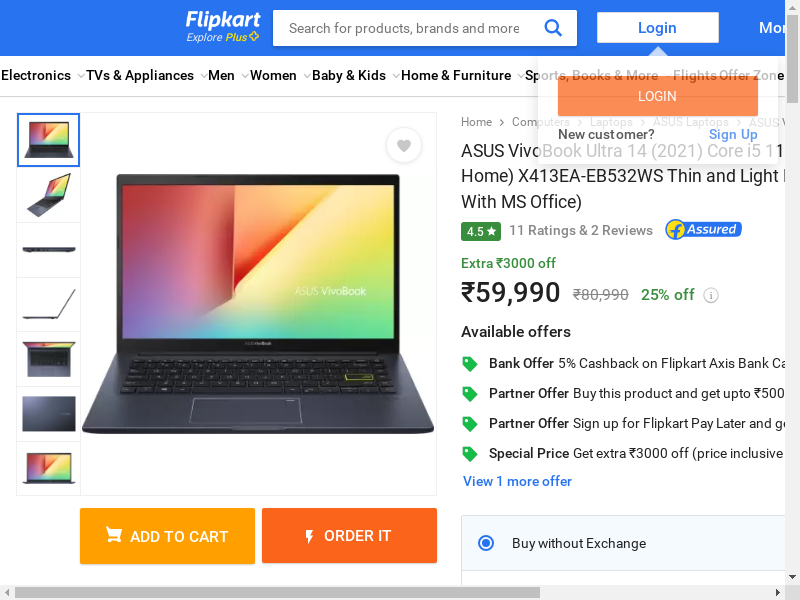 Flipkart
Explore Plus
Search for products, brands and more
Login
Electronics
TVs & Appliances
Men
Women
Baby & Kids
Home & Furniture
Sports, Books & More
Flights
Offer Zone
LOGIN
New customer?
Sign Up
Home
Computers
Laptops
ASUS Laptops
ASUS
ASUS VivoBook Ultra 14 (2021) Core i5 11
Home) X413EA-EB532WS Thin and Light
With MS Office)
4.5
11 Ratings & 2 Reviews
Assured
Extra ₹3000 off
₹59,990
₹80,990
25% off
Available offers
Bank Offer 5% Cashback on Flipkart Axis Bank
Partner Offer Buy this product and get upto ₹500
Partner Offer Sign up for Flipkart Pay Later and
Special Price Get extra ₹3000 off (price inclusive
View 1 more offer
Buy without Exchange
ASUS VivoBook
ADD TO CART
ORDER IT